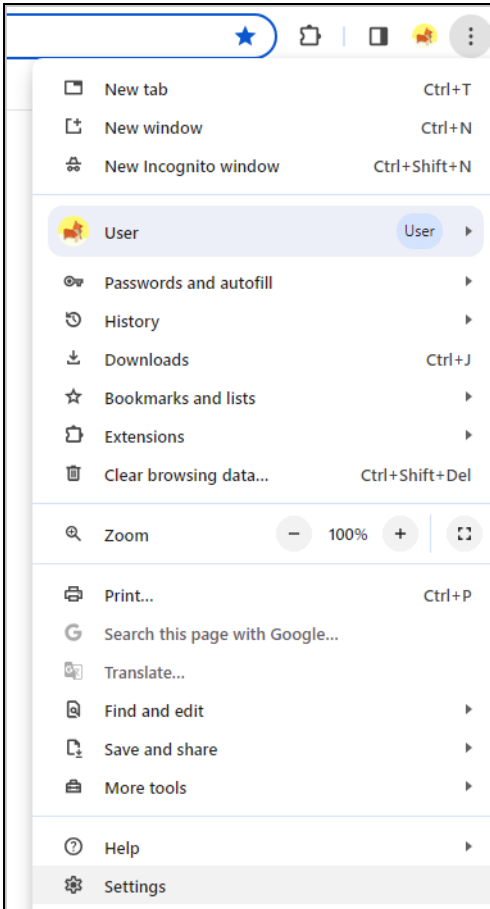 New tab Ctrl+T
New window Ctrl+N
New Incognito window Ctrl+Shift+N
User User
Passwords and autofill
History
Downloads Ctrl+J
Bookmarks and lists
Extensions
Clear browsing data... Ctrl+Shift+Del
Zoom − 100% +
Print... Ctrl+P
Search this page with Google...
Translate...
Find and edit
Save and share
More tools
Help
Settings